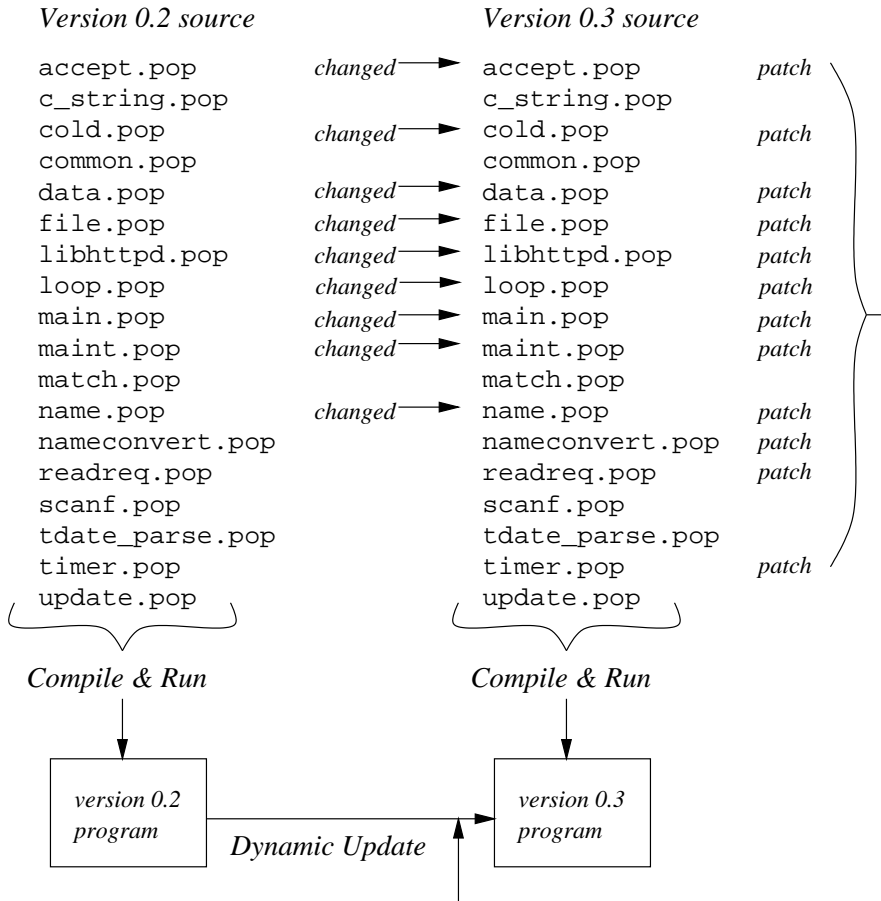 Version 0.2 source Version 0.3 source
accept.pop changed accept.pop patch
c_string.pop c_string.pop
cold.pop changed cold.pop patch
common.pop common.pop
data.pop changed data.pop patch
file.pop changed file.pop patch
libhttpd.pop changed libhttpd.pop patch
loop.pop changed loop.pop patch
main.pop changed main.pop patch
maint.pop changed maint.pop patch
match.pop match.pop
name.pop changed name.pop patch
nameconvert.pop nameconvert.pop patch
readreq.pop readreq.pop patch
scanf.pop scanf.pop
tdate_parse.pop tdate_parse.pop
timer.pop timer.pop patch
update.pop update.pop
Compile & Run Compile & Run
version 0.2 version 0.3
program program
Dynamic Update